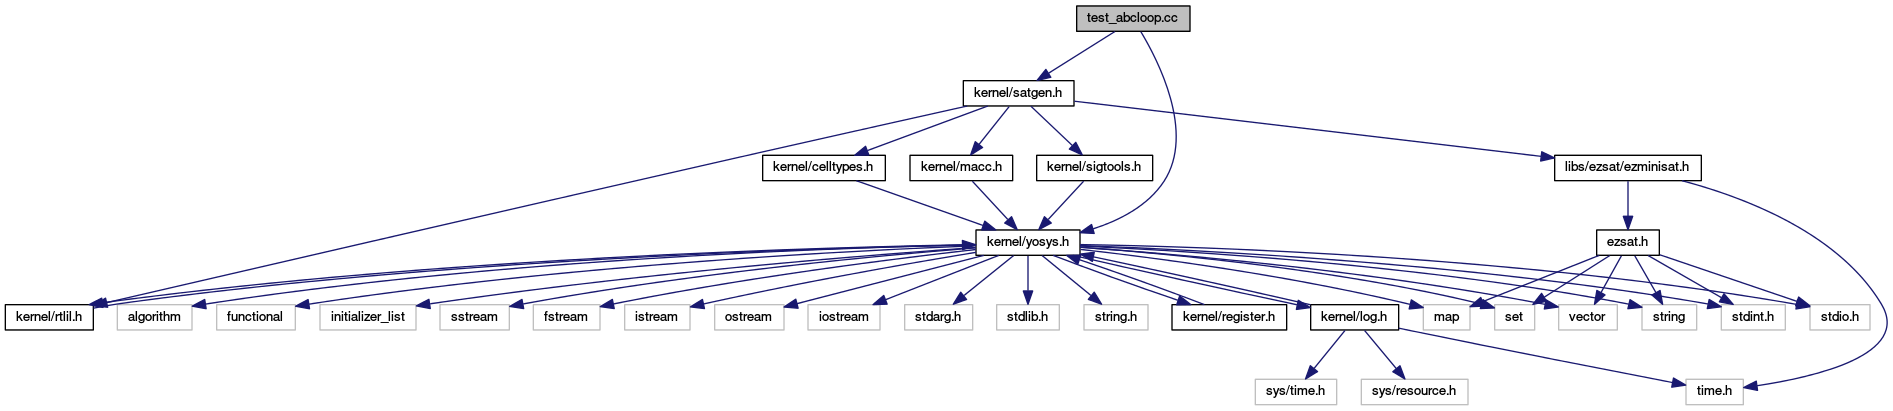 test_abcloop.cc
kernel/satgen.h
kernel/celltypes.h
kernel/macc.h
kernel/sigtools.h
libs/ezsat/ezminisat.h
kernel/yosys.h
ezsat.h
kernel/rtlil.h
algorithm
functional
initializer_list
sstream
fstream
istream
ostream
iostream
stdarg.h
stdlib.h
string.h
kernel/register.h
kernel/log.h
map
set
vector
string
stdint.h
stdio.h
sys/time.h
sys/resource.h
time.h